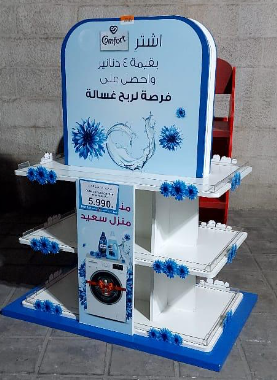 اشتر Comfort
بقيمة ٤ دنانير
واحصل على
فرصة لربح غسالة
5.990
منزل سعيد